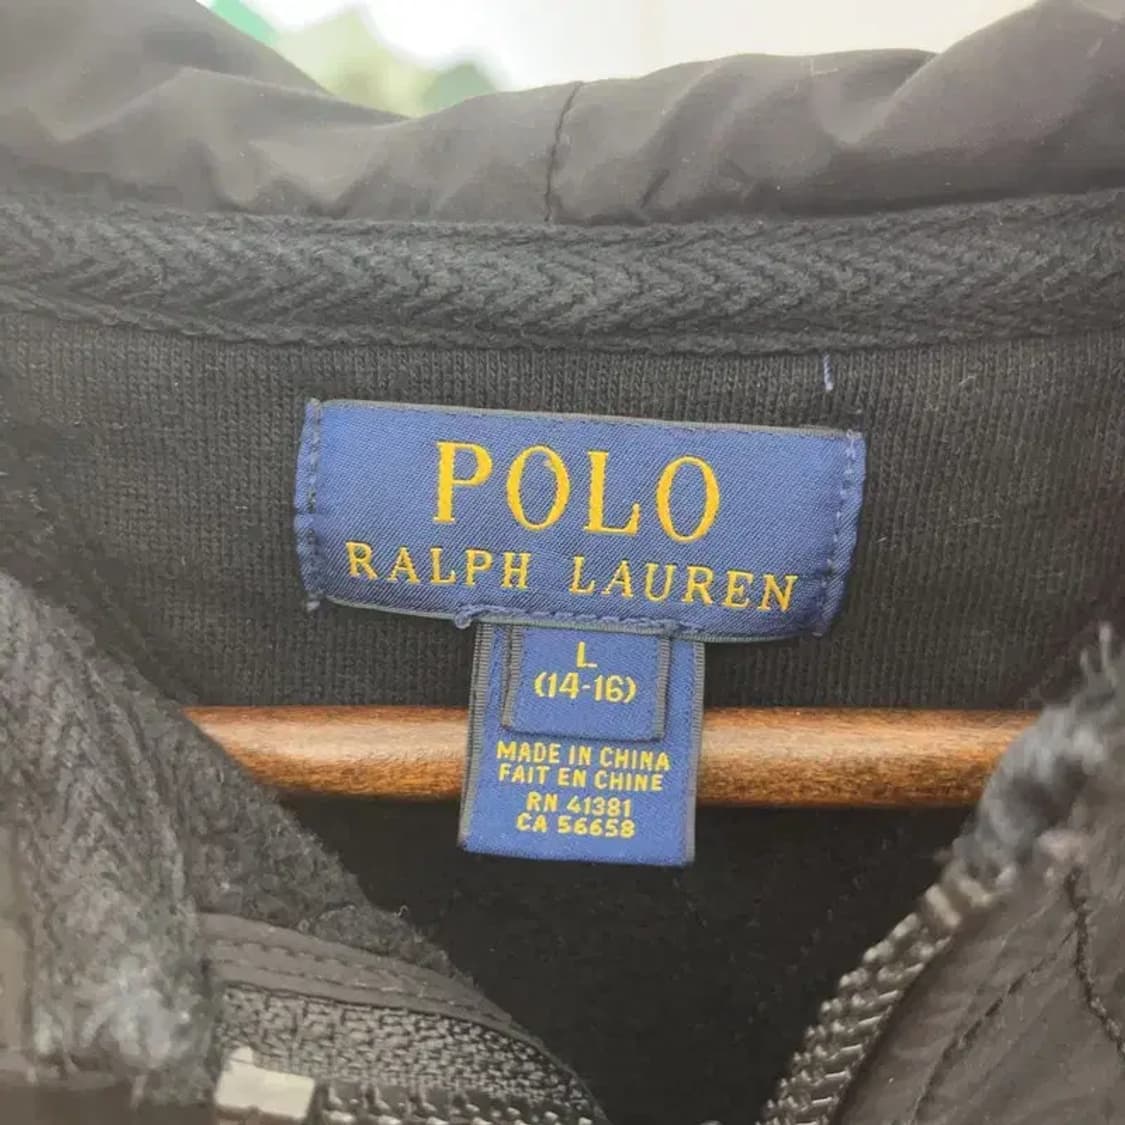 POLO
RALPH LAUREN
L
(14-16)
MADE IN CHINA
FAIT EN CHINE
RN 41381
CA 56658